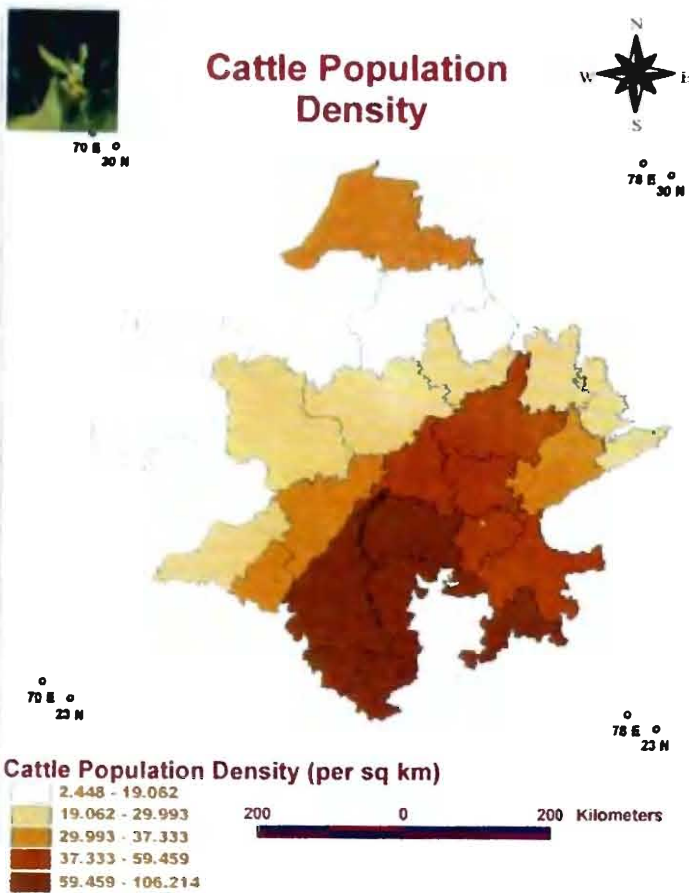 Cattle Population
Density
N
W E
S
70 E o
30 N
o
78 E o
30 N
o
70 E o
23 N
o
78 E o
23 N
Cattle Population Density (per sq km)
2.448 - 19.062
19.062 - 29.993
29.993 - 37.333
37.333 - 59.459
59.459 - 106.214
200 0 200 Kilometers